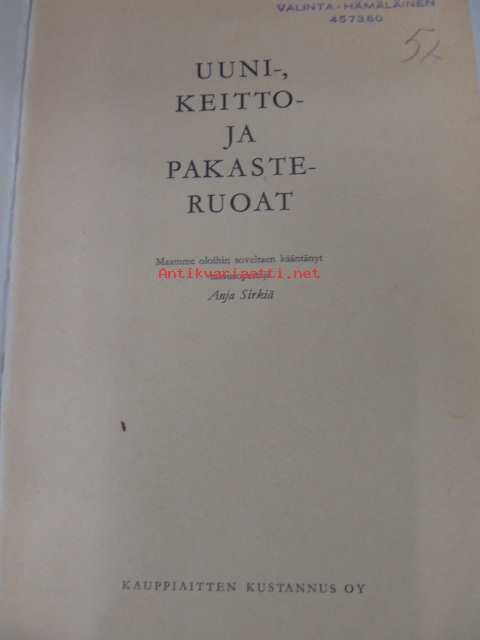 VALINTA-HÄMÄLÄINEN
457360
UUNI-,
KEITTO-
JA
PAKASTE-
RUOAT
Maamme oloihin soveltaen kääntänyt
Antikvariaatti.net
Anja Sirkiä
KAUPPIAITTEN KUSTANNUS OY